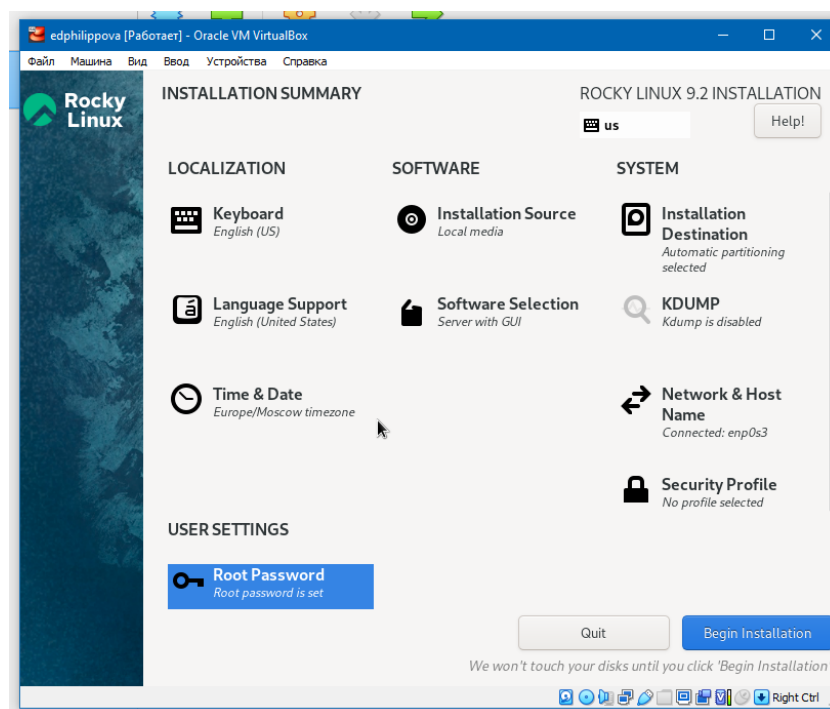 edphilippova [Работает] - Oracle VM VirtualBox
Файл Машина Вид Ввод Устройства Справка
Rocky
Linux
INSTALLATION SUMMARY
ROCKY LINUX 9.2 INSTALLATION
us
Help!
LOCALIZATION
Keyboard
English (US)
Language Support
English (United States)
Time & Date
Europe/Moscow timezone
SOFTWARE
Installation Source
Local media
Software Selection
Server with GUI
SYSTEM
Installation
Destination
Automatic partitioning
selected
KDUMP
Kdump is disabled
Network & Host
Name
Connected: enp0s3
Security Profile
No profile selected
USER SETTINGS
Root Password
Root password is set
Quit
Begin Installation
We won't touch your disks until you click 'Begin Installation'
Right Ctrl